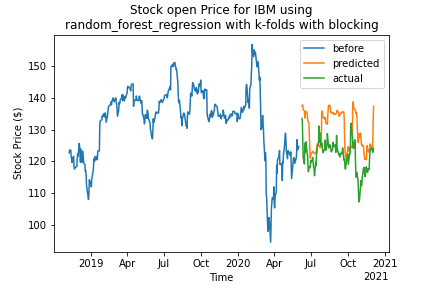 Stock open Price for IBM using
random_forest_regression with k-folds with blocking
before
predicted
actual
Stock Price ($)
150
140
130
120
110
100
2019 Apr Jul Oct 2020 Apr Jul Oct 2021
2021
Time